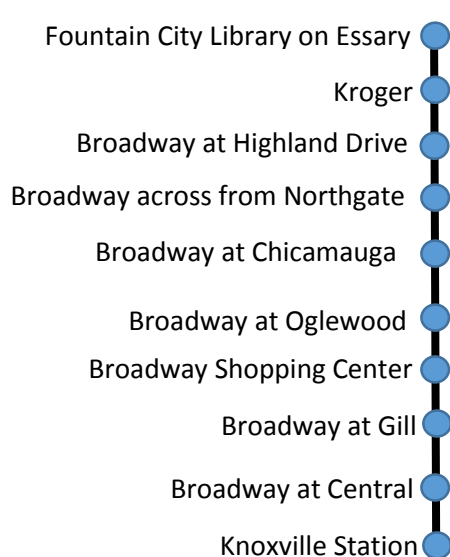 Fountain City Library on Essary
Kroger
Broadway at Highland Drive
Broadway across from Northgate
Broadway at Chicamauga
Broadway at Oglewood
Broadway Shopping Center
Broadway at Gill
Broadway at Central
Knoxville Station